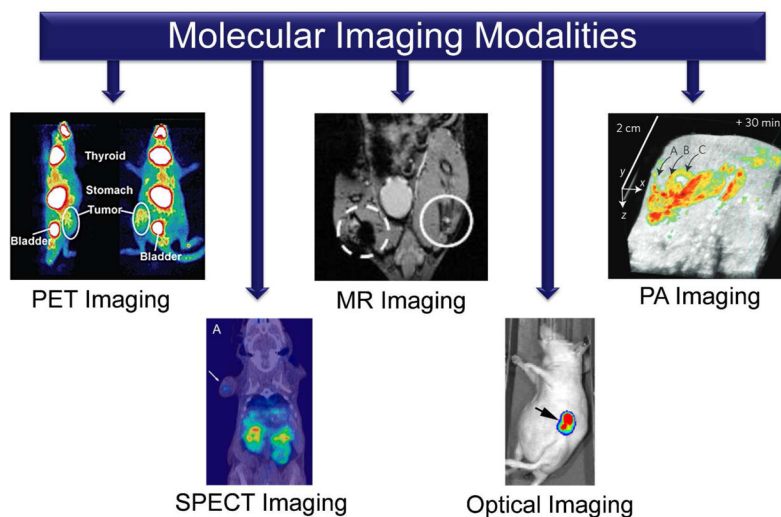 Molecular Imaging Modalities
Thyroid
Stomach
Tumor
Bladder
Bladder
PET Imaging
MR Imaging
2 cm
+ 30 min
A
B
C
y
x
z
PA Imaging
A
SPECT Imaging
Optical Imaging